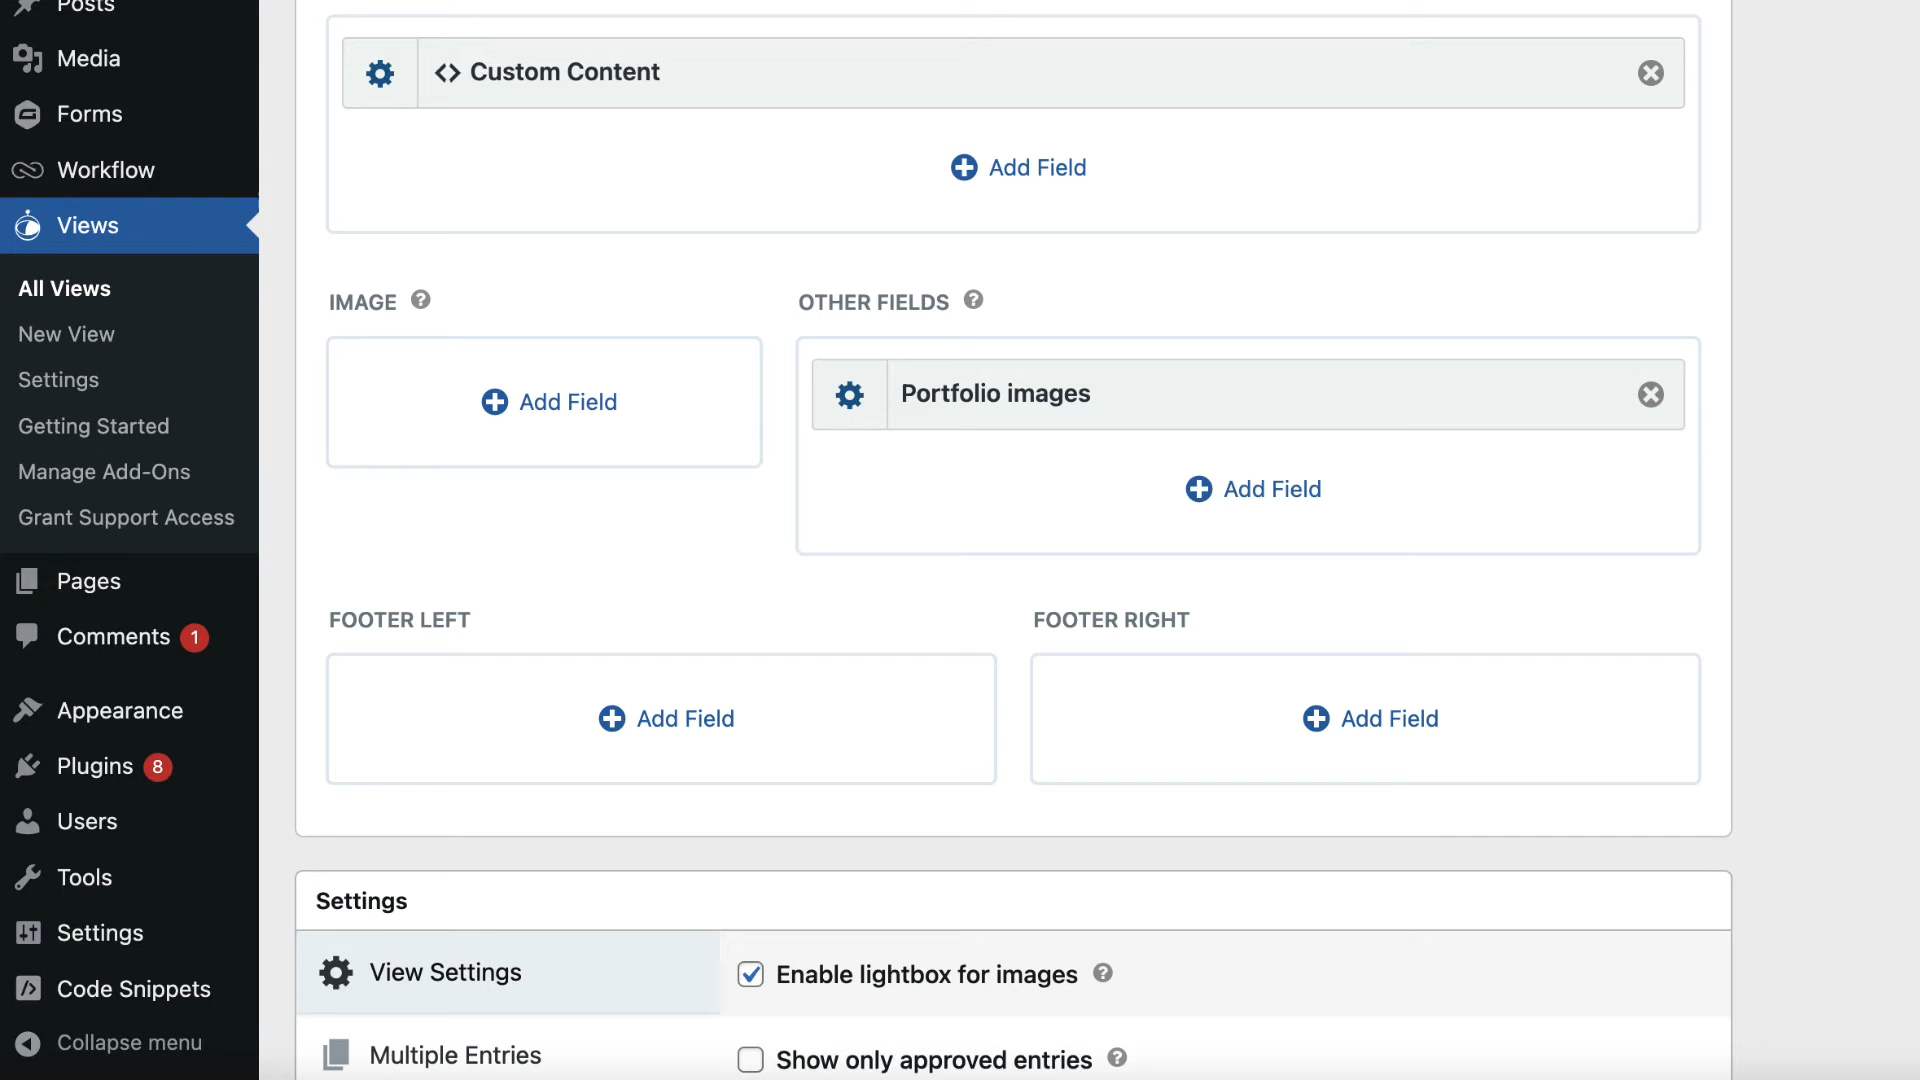 Posts
Media
Forms
Workflow
Views
All Views
New View
Settings
Getting Started
Manage Add-Ons
Grant Support Access
Pages
Comments 1
Appearance
Plugins 8
Users
Tools
Settings
Code Snippets
Collapse menu
<> Custom Content
Add Field
IMAGE ?
Add Field
OTHER FIELDS ?
Portfolio images
Add Field
FOOTER LEFT
Add Field
FOOTER RIGHT
Add Field
Settings
View Settings
Multiple Entries
Enable lightbox for images ?
Show only approved entries ?